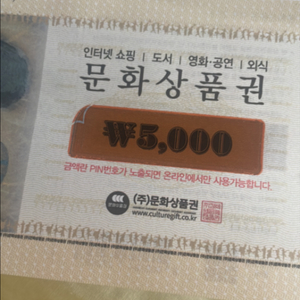 인터넷 쇼핑 | 도서 | 영화·공연 | 외식
문화상품권
₩5,000
금액란 PIN번호가 노출되면 온라인에서만 사용가능합니다.
(주)문화상품권
www.culturegift.co.kr